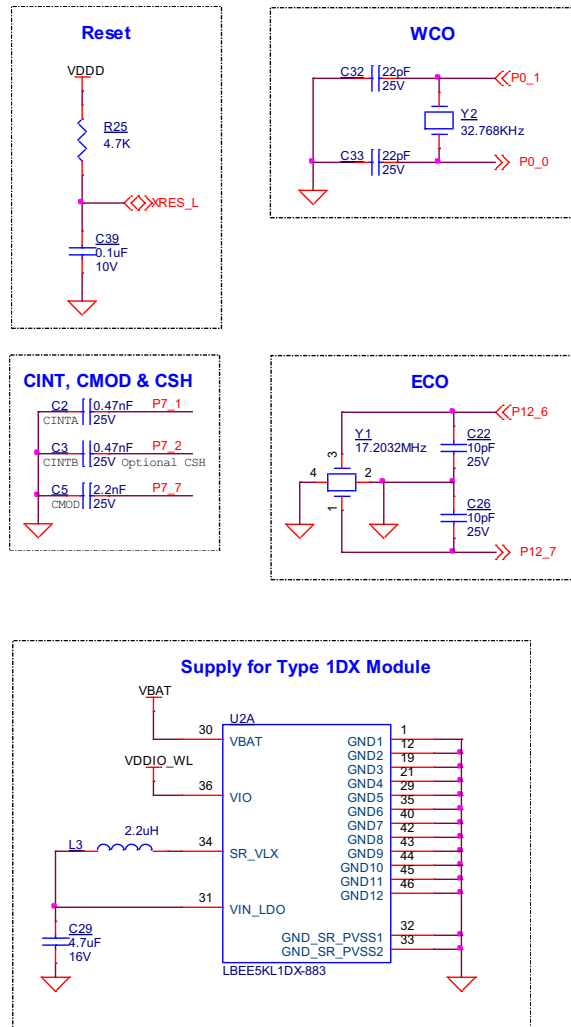 Reset
VDDD
R25
4.7K
XRES_L
C39
0.1uF
10V
WCO
C32 22pF
25V
P0_1
Y2
32.768KHz
C33 22pF
25V
P0_0
CINT, CMOD & CSH
C2 0.47nF P7_1
CINTA 25V
C3 0.47nF P7_2
CINTB 25V Optional CSH
C5 2.2nF P7_7
CMOD 25V
ECO
P12_6
Y1
17.2032MHz
C22
10pF
25V
3
4 2
1
C26
10pF
25V
P12_7
Supply for Type 1DX Module
VBAT
U2A
30 VBAT
VDDIO_WL
36 VIO
2.2uH
L3
34 SR_VLX
31 VIN_LDO
C29
4.7uF
16V
GND1 1
GND2 12
GND3 19
GND4 21
GND5 29
GND6 35
GND7 40
GND8 42
GND9 43
GND10 44
GND11 45
GND12 46
GND_SR_PVSS1 32
GND_SR_PVSS2 33
LBEE5KL1DX-883